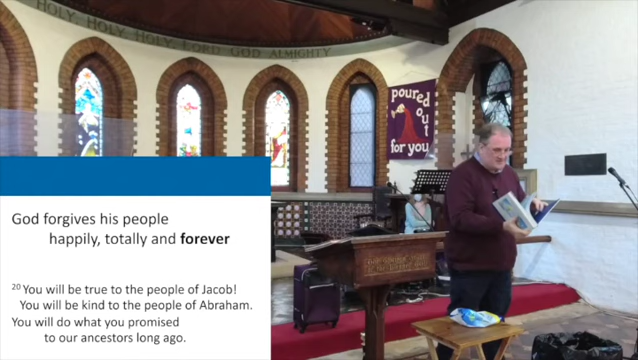 HOLY HOLY HOLY LORD GOD ALMIGHTY
poured
out
for you
God forgives his people
happily, totally and forever
20 You will be true to the people of Jacob!
You will be kind to the people of Abraham.
You will do what you promised
to our ancestors long ago.